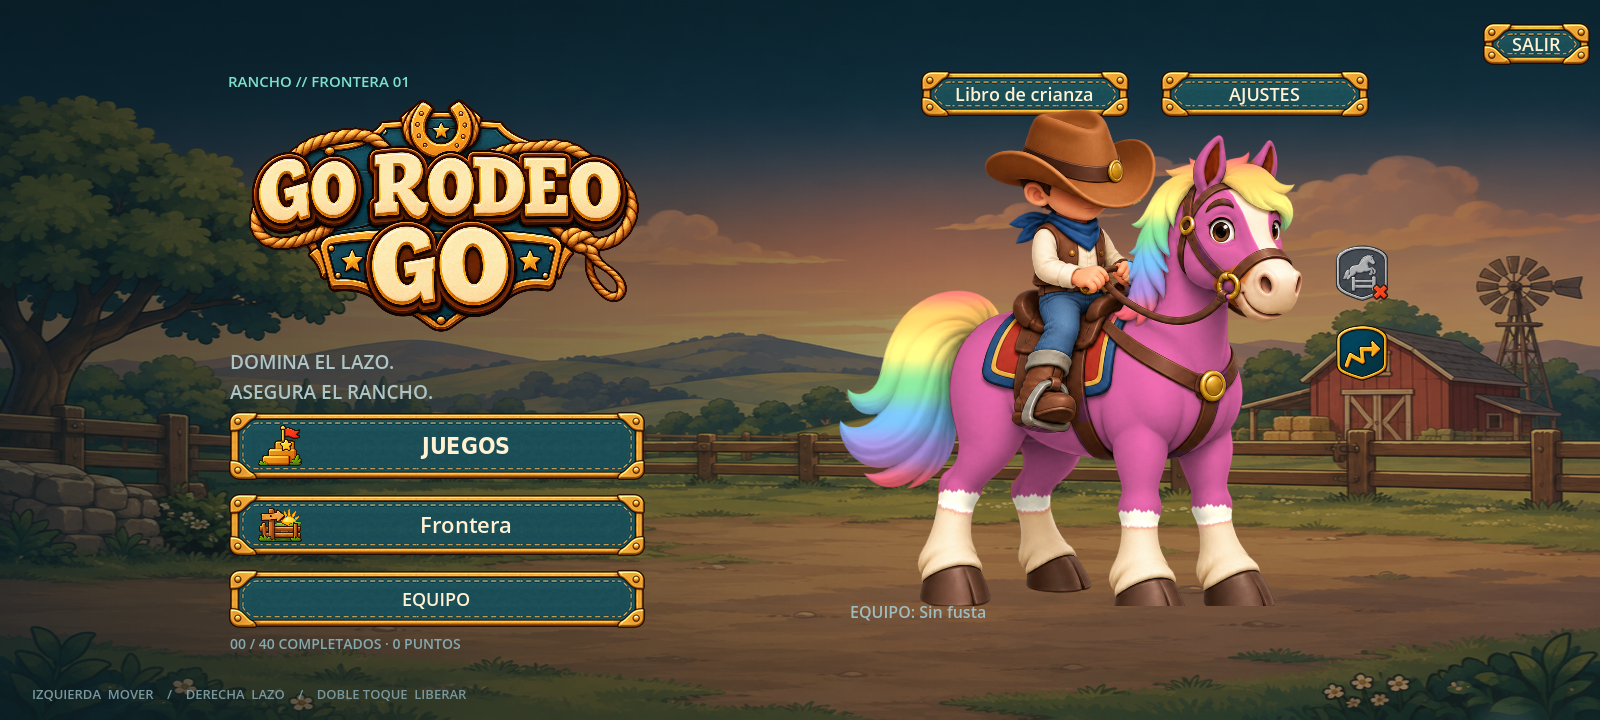 SALIR
RANCHO // FRONTERA 01
Libro de crianza
AJUSTES
GO RODEO
GO
DOMINA EL LAZO.
ASEGURA EL RANCHO.
JUEGOS
Frontera
EQUIPO
EQUIPO: Sin fusta
00 / 40 COMPLETADOS · 0 PUNTOS
IZQUIERDA MOVER / DERECHA LAZO / DOBLE TOQUE LIBERAR